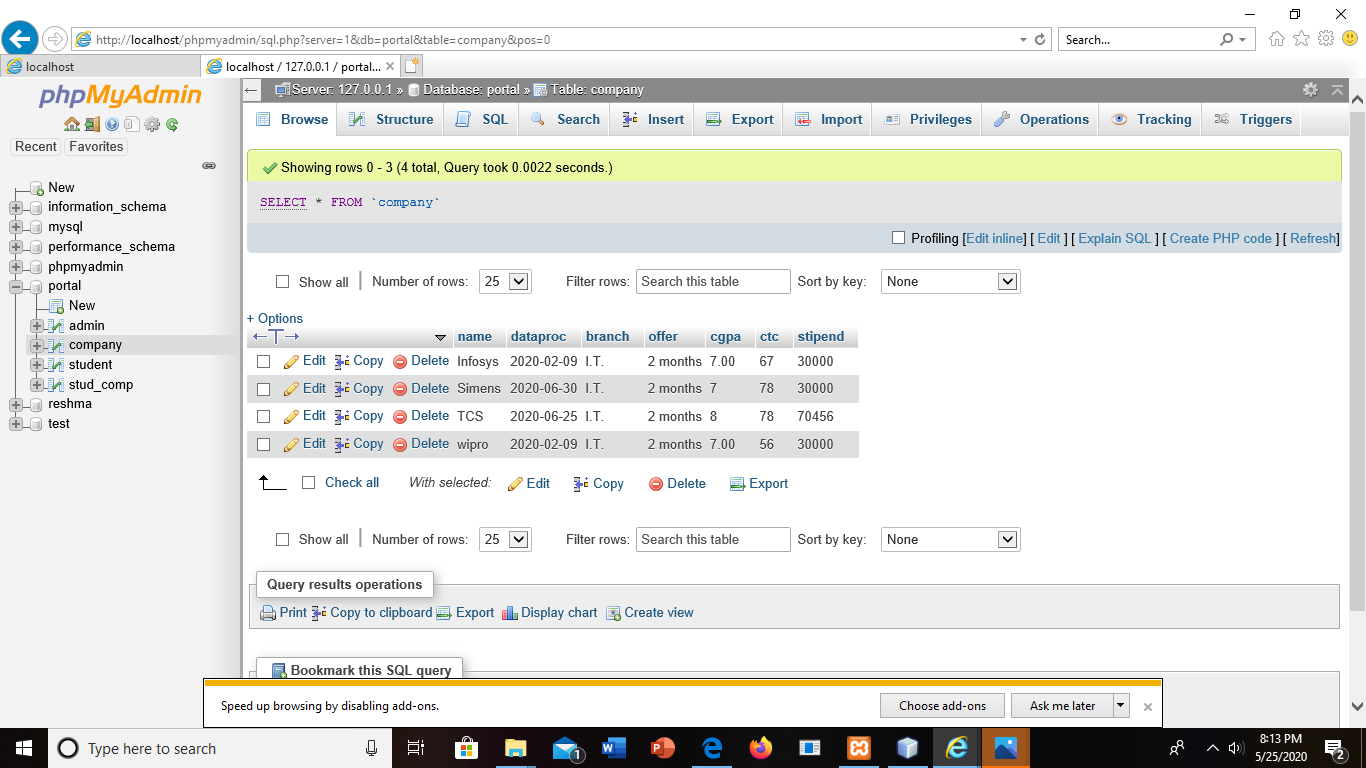 http://localhost/phpmyadmin/sql.php?server=1&db=portal&table=company&pos=0
Search...
localhost
localhost / 127.0.0.1 / portal...
phpMyAdmin
Recent Favorites
New
information_schema
mysql
performance_schema
phpmyadmin
portal
New
admin
company
student
stud_comp
reshma
test
Server: 127.0.0.1 » Database: portal » Table: company
Browse Structure SQL Search Insert Export Import Privileges Operations Tracking Triggers
Showing rows 0 - 3 (4 total, Query took 0.0022 seconds.)
SELECT * FROM `company`
Profiling [Edit inline] [ Edit ] [ Explain SQL ] [ Create PHP code ] [ Refresh]
Show all | Number of rows: 25 Filter rows: Search this table Sort by key: None
+ Options
←T→ name dataproc branch offer cgpa ctc stipend
Edit Copy Delete Infosys 2020-02-09 I.T. 2 months 7.00 67 30000
Edit Copy Delete Simens 2020-06-30 I.T. 2 months 7 78 30000
Edit Copy Delete TCS 2020-06-25 I.T. 2 months 8 78 70456
Edit Copy Delete wipro 2020-02-09 I.T. 2 months 7.00 56 30000
Check all With selected: Edit Copy Delete Export
Show all | Number of rows: 25 Filter rows: Search this table Sort by key: None
Query results operations
Print Copy to clipboard Export Display chart Create view
Bookmark this SQL query
Speed up browsing by disabling add-ons. Choose add-ons Ask me later
Type here to search
1
8:13 PM
5/25/2020
2